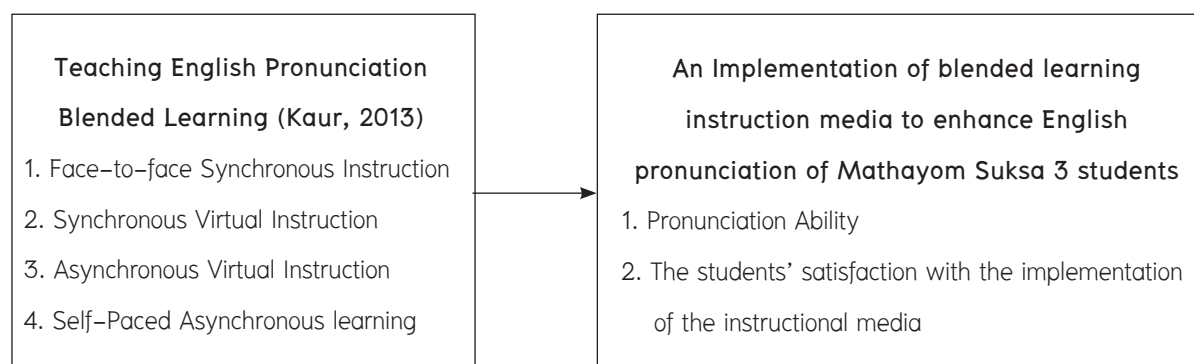 Teaching English Pronunciation
Blended Learning (Kaur, 2013)
1. Face-to-face Synchronous Instruction
2. Synchronous Virtual Instruction
3. Asynchronous Virtual Instruction
4. Self-Paced Asynchronous learning
An Implementation of blended learning
instruction media to enhance English
pronunciation of Mathayom Suksa 3 students
1. Pronunciation Ability
2. The students' satisfaction with the implementation
of the instructional media